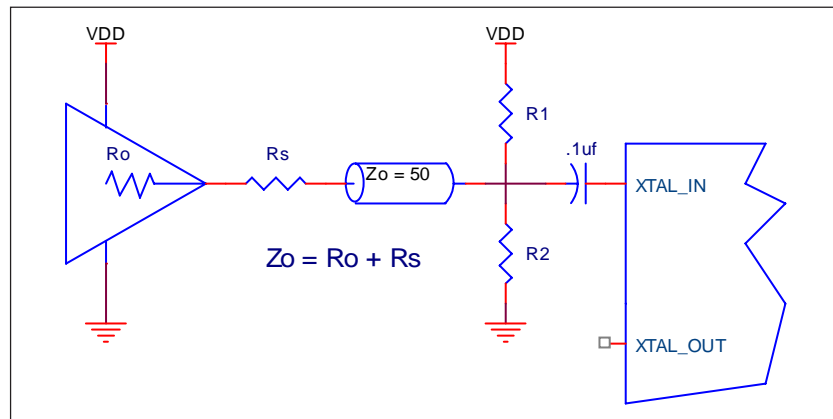 VDD
VDD
R1
Ro
Rs
Zo = 50
.1uf
XTAL_IN
Zo = Ro + Rs
R2
XTAL_OUT